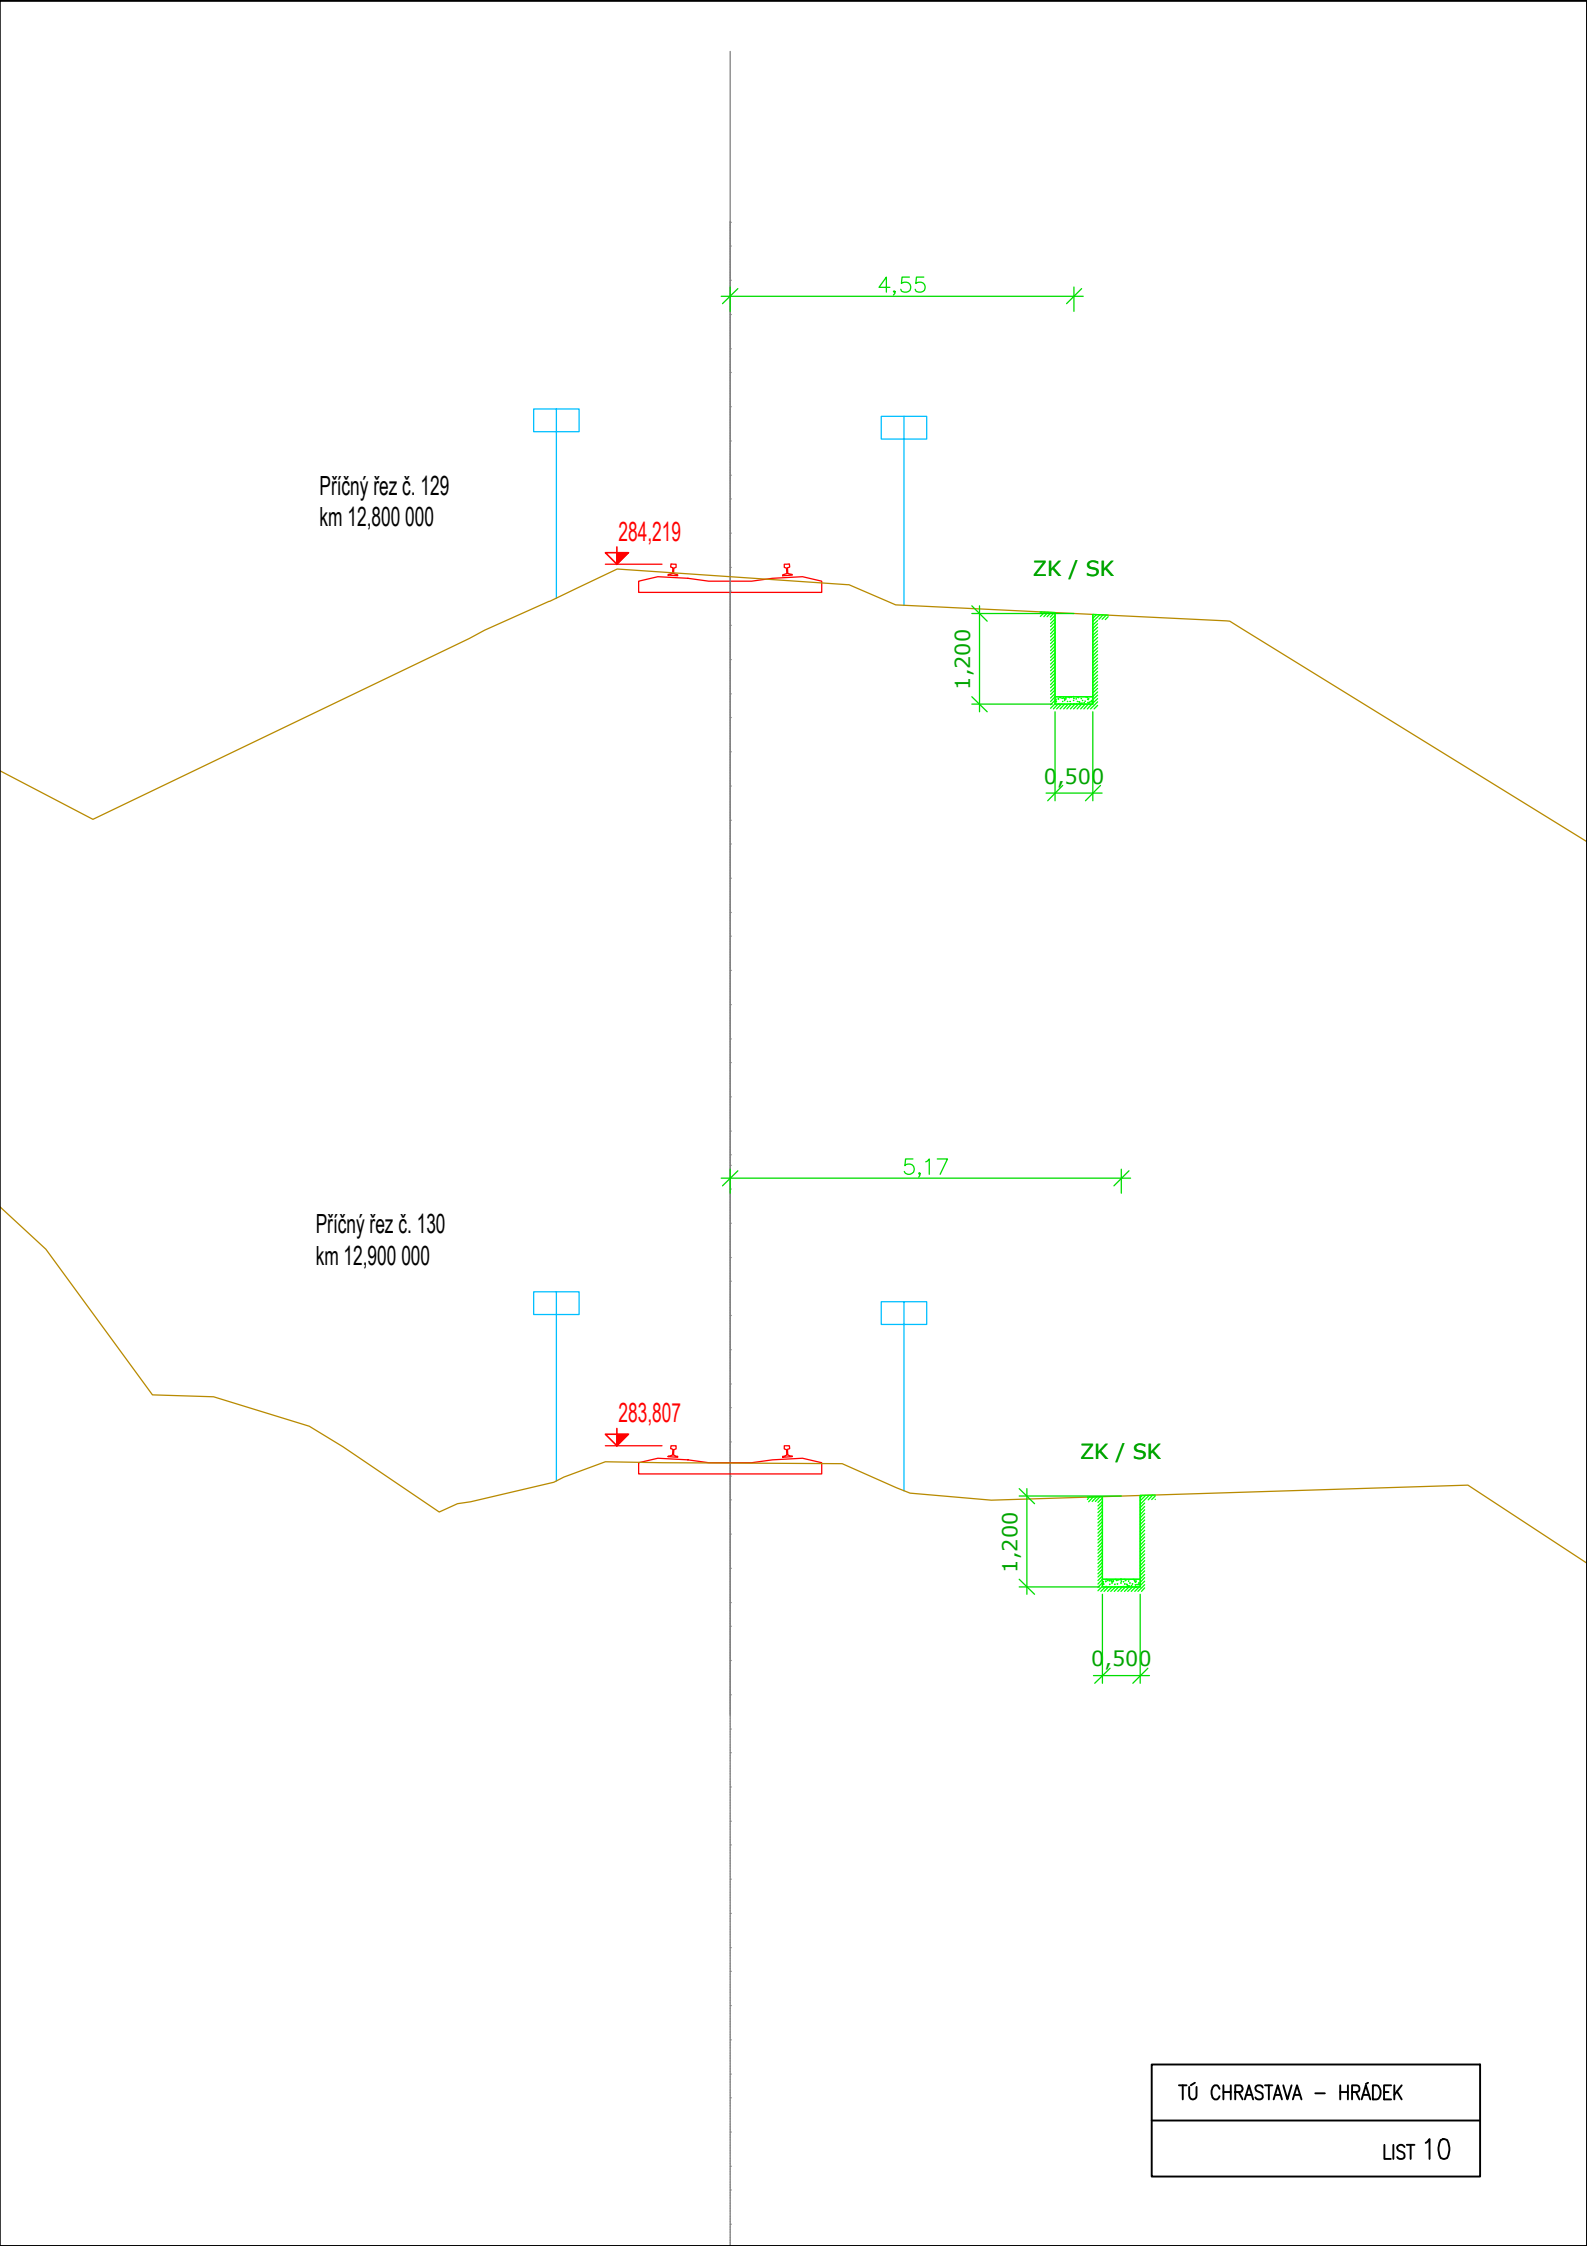 4,55
Příčný řez č. 129
km 12,800 000
284,219
ZK / SK
1,200
0,500
5,17
Příčný řez č. 130
km 12,900 000
283,807
ZK / SK
1,200
0,500
TÚ CHRASTAVA – HRÁDEK
LIST 10